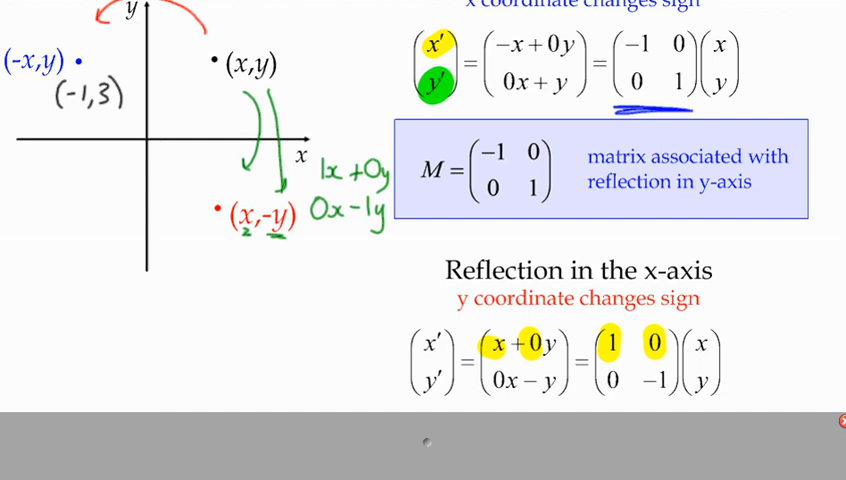 x coordinate changes sign
y
(-x,y)
(-1,3)
(x,y)
x
1x +0y
(x,-y) 0x -1y
2
(x′ y′) = (-x + 0y 0x + y) = (-1 0 0 1)(x y)
M = (-1 0 0 1)
matrix associated with
reflection in y-axis
Reflection in the x-axis
y coordinate changes sign
(x′ y′) = (x + 0y 0x - y) = (1 0 0 -1)(x y)